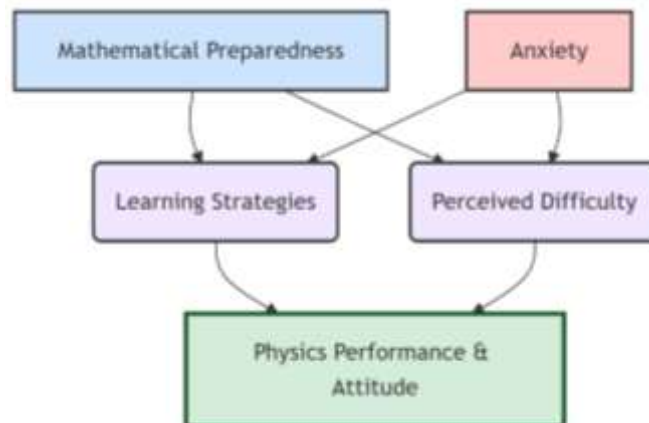 Mathematical Preparedness
Anxiety
Learning Strategies
Perceived Difficulty
Physics Performance &
Attitude